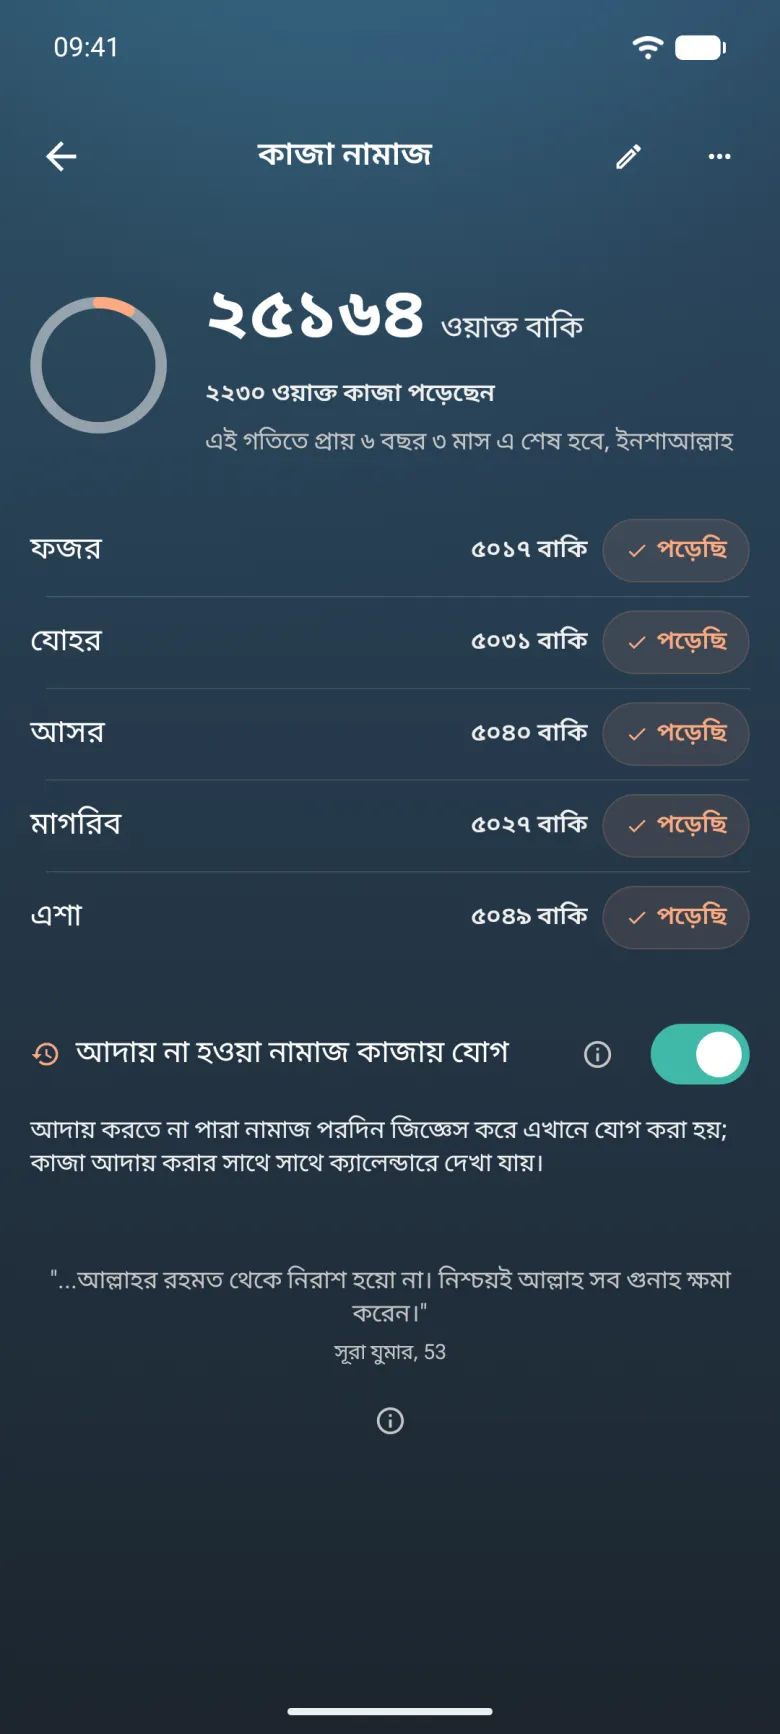 09:41
কাজা নামাজ
২৫১৬৪ ওয়াক্ত বাকি
২২৩০ ওয়াক্ত কাজা পড়েছেন
এই গতিতে প্রায় ৬ বছর ৩ মাস এ শেষ হবে, ইনশাআল্লাহ
ফজর ৫০১৭ বাকি পড়েছি
যোহর ৫০৩১ বাকি পড়েছি
আসর ৫০৪০ বাকি পড়েছি
মাগরিব ৫০২৭ বাকি পড়েছি
এশা ৫০৪৯ বাকি পড়েছি
আদায় না হওয়া নামাজ কাজায় যোগ
আদায় করতে না পারা নামাজ পরদিন জিজ্ঞেস করে এখানে যোগ করা হয়;
কাজা আদায় করার সাথে সাথে ক্যালেন্ডারে দেখা যায়।
"...আল্লাহর রহমত থেকে নিরাশ হয়ো না। নিশ্চয়ই আল্লাহ সব গুনাহ ক্ষমা
করেন।"
সূরা যুমার, 53